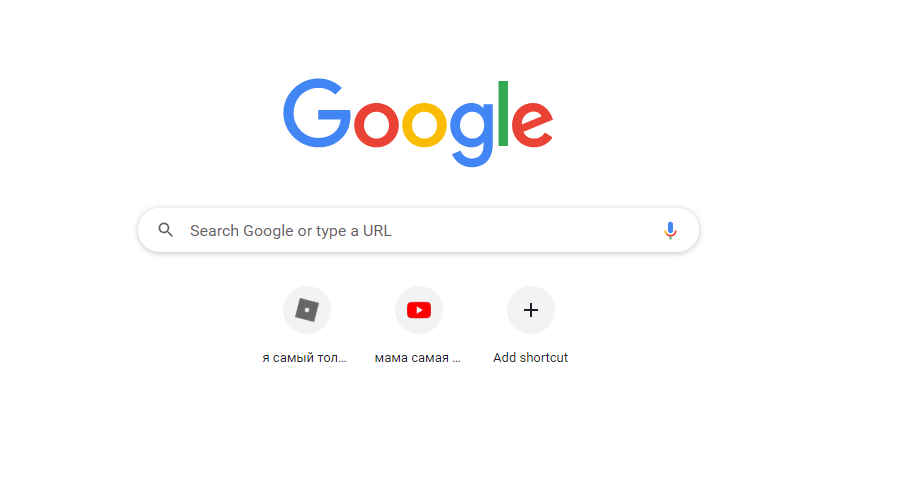 Google
Search Google or type a URL
я самый тол...
мама самая ...
Add shortcut